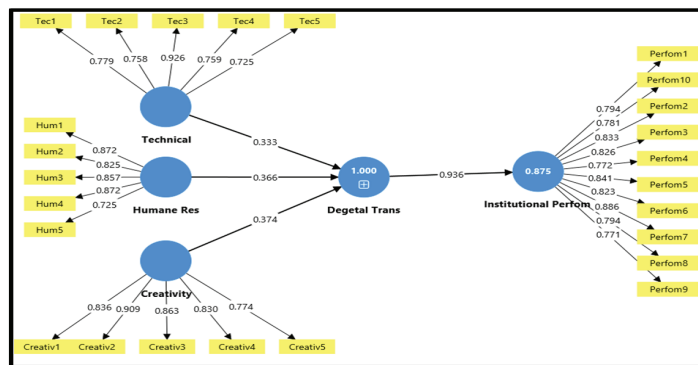 Tec1 Tec2 Tec3 Tec4 Tec5
0.779 0.758 0.926 0.759 0.725
Technical
Hum1
Hum2
Hum3
Hum4
Hum5
0.872
0.825
0.857
0.872
0.725
Humane Res
0.333
0.366
0.374
1.000
Degetal Trans
0.936
0.875
Institutional Perfom
Perfom1
Perfom10
Perfom2
Perfom3
Perfom4
Perfom5
Perfom6
Perfom7
Perfom8
Perfom9
0.794
0.781
0.833
0.826
0.772
0.841
0.823
0.886
0.794
0.771
Creativity
0.836 0.909 0.863 0.830 0.774
Creativ1 Creativ2 Creativ3 Creativ4 Creativ5